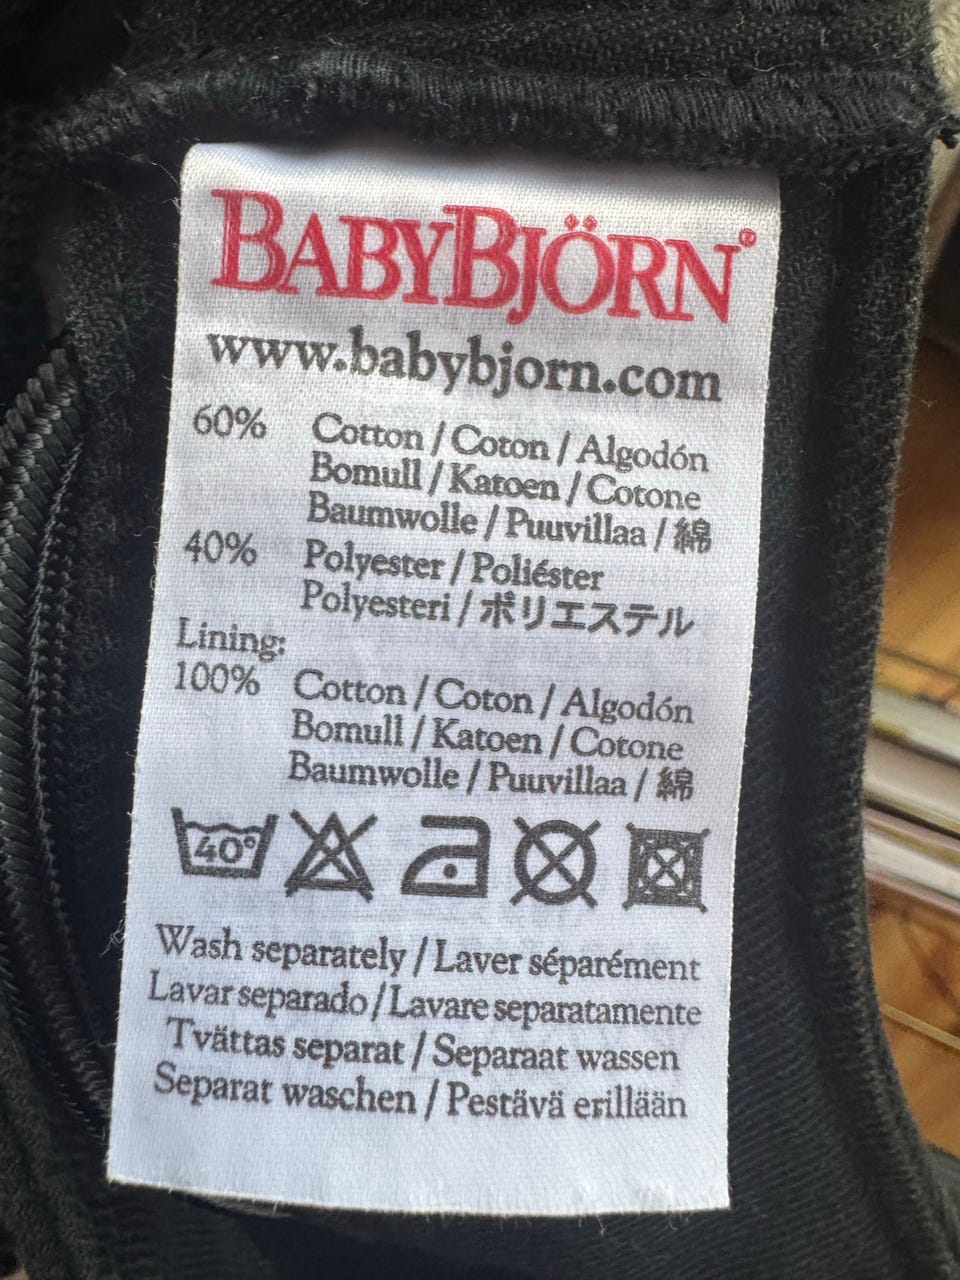 BABYBJÖRN®
www.babybjorn.com
60% Cotton / Coton / Algodón
Bomull / Katoen / Cotone
Baumwolle / Puuvillaa / 綿
40% Polyester / Poliéster
Polyesteri / ポリエステル
Lining:
100% Cotton / Coton / Algodón
Bomull / Katoen / Cotone
Baumwolle / Puuvillaa / 綿
40°
Wash separately / Laver séparément
Lavar separado / Lavare separatamente
Tvättas separat / Separaat wassen
Separat waschen / Pestävä erillään